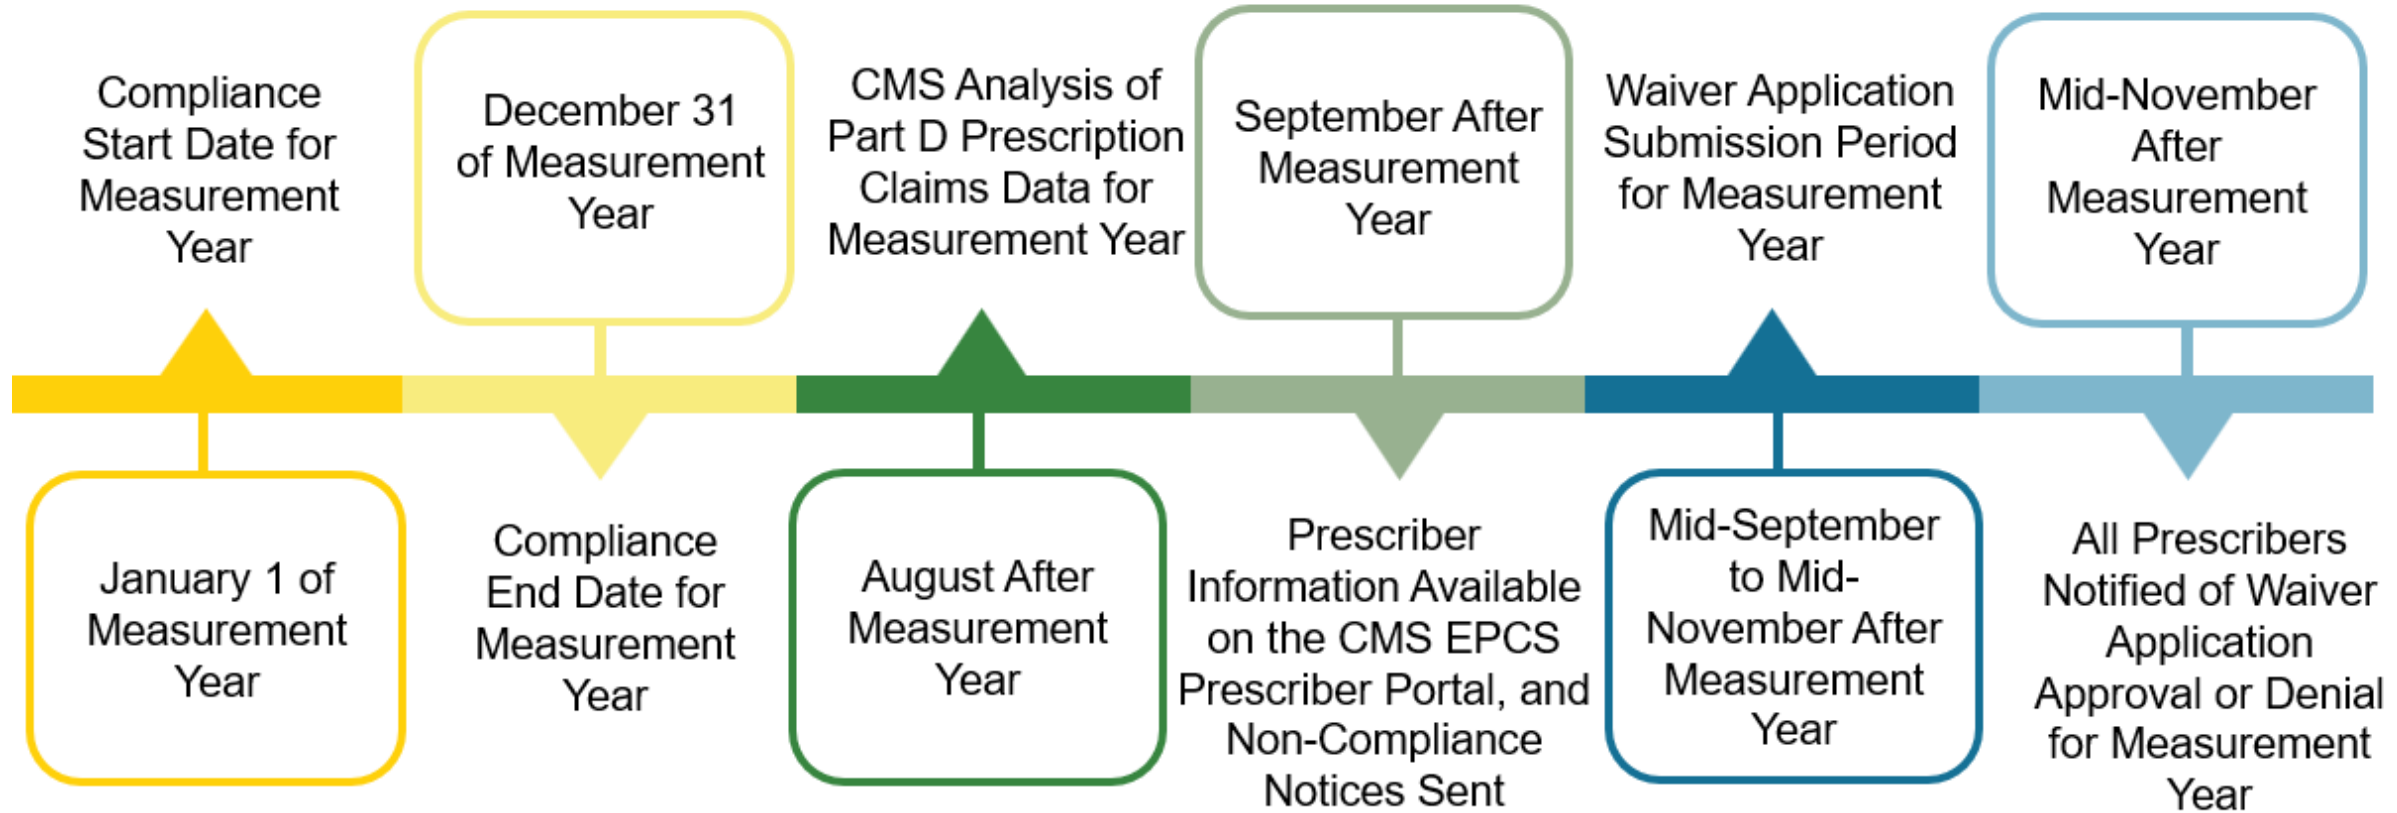 Compliance
Start Date for
Measurement
Year
January 1 of
Measurement
Year
December 31
of Measurement
Year
Compliance
End Date for
Measurement
Year
CMS Analysis of
Part D Prescription
Claims Data for
Measurement Year
August After
Measurement
Year
September After
Measurement
Year
Prescriber
Information Available
on the CMS EPCS
Prescriber Portal, and
Non-Compliance
Notices Sent
Waiver Application
Submission Period
for Measurement
Year
Mid-September
to Mid-
November After
Measurement
Year
Mid-November
After
Measurement
Year
All Prescribers
Notified of Waiver
Application
Approval or Denial
for Measurement
Year